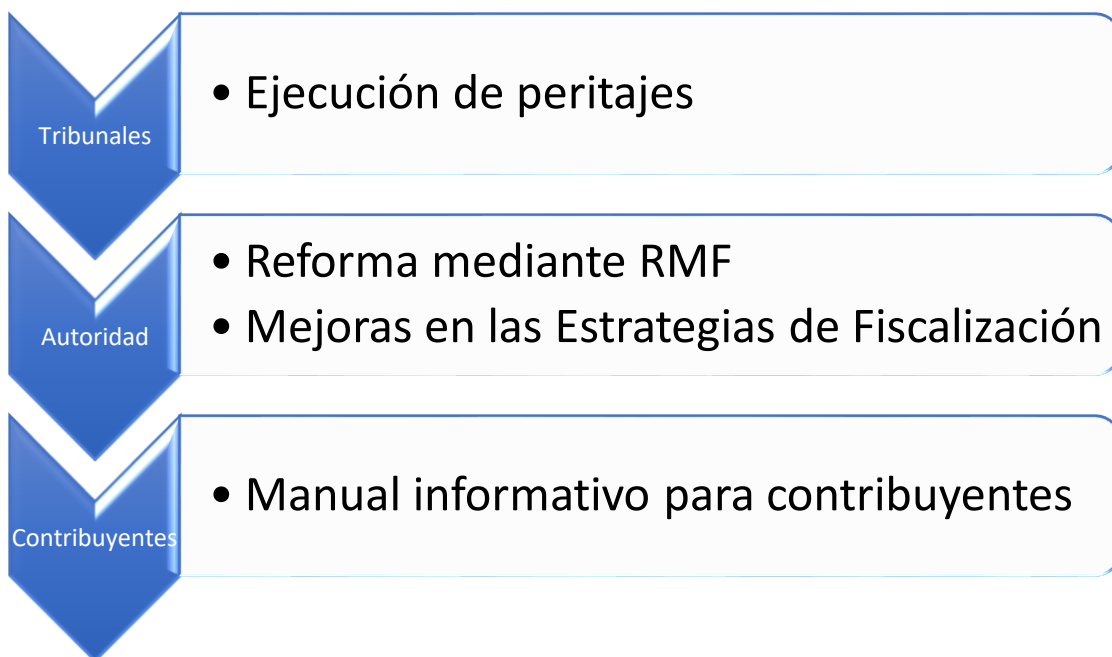 Tribunales
• Ejecución de peritajes
Autoridad
• Reforma mediante RMF
• Mejoras en las Estrategias de Fiscalización
Contribuyentes
• Manual informativo para contribuyentes